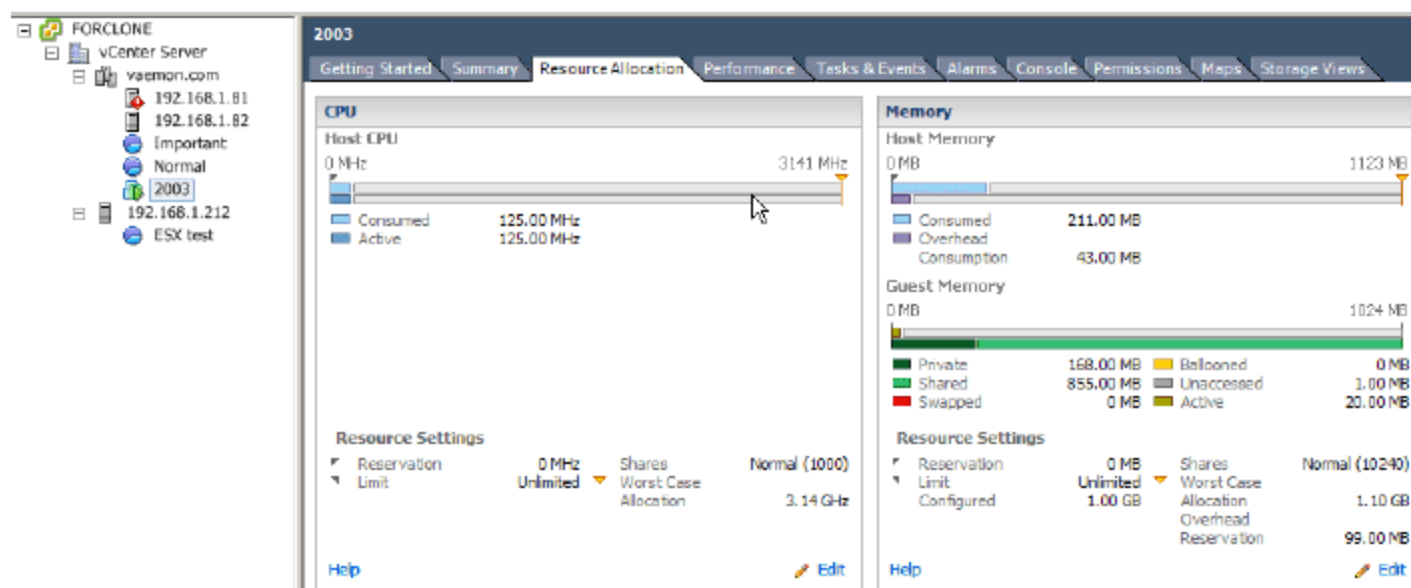 FORCLONE
vCenter Server
vaemon.com
192.168.1.81
192.168.1.82
Important
Normal
2003
192.168.1.212
ESX test
2003
Getting Started Summary Resource Allocation Performance Tasks & Events Alarms Console Permissions Maps Storage Views
CPU
Host CPU
0 MHz 3141 MHz
Consumed 125.00 MHz
Active 125.00 MHz
Resource Settings
Reservation 0 MHz Shares Normal (1000)
Limit Unlimited Worst Case
Allocation 3.14 GHz
Help Edit
Memory
Host Memory
0 MB 1123 MB
Consumed 211.00 MB
Overhead
Consumption 43.00 MB
Guest Memory
0 MB 1024 MB
Private 168.00 MB Ballooned 0 MB
Shared 855.00 MB Unaccessed 1.00 MB
Swapped 0 MB Active 20.00 MB
Resource Settings
Reservation 0 MB Shares Normal (10240)
Limit Unlimited Worst Case
Configured 1.00 GB Allocation 1.10 GB
Overhead
Reservation 99.00 MB
Help Edit